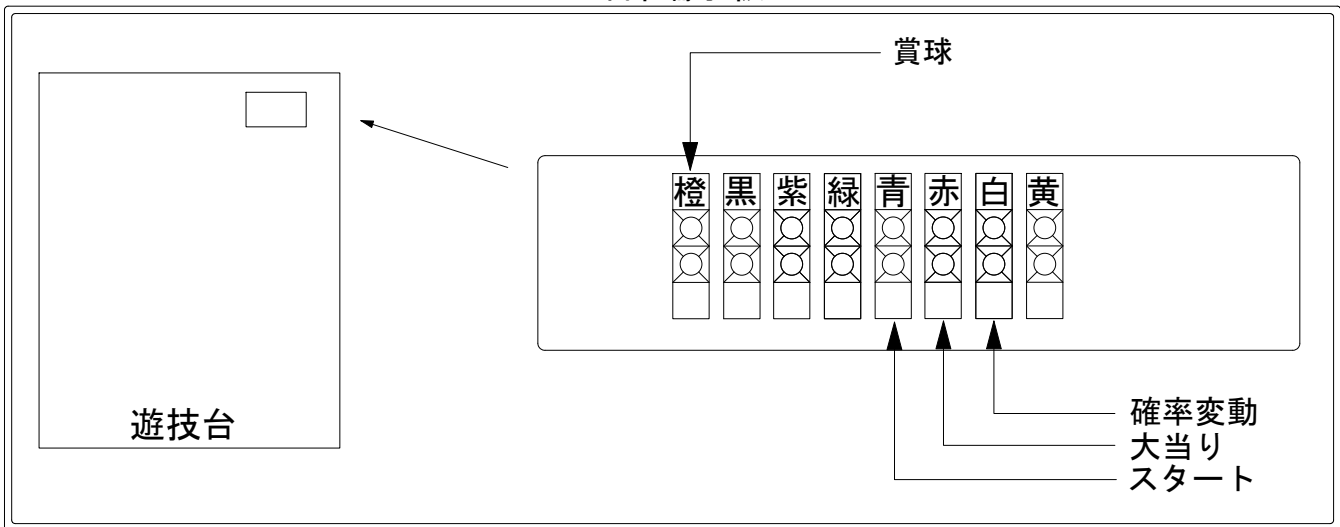 賞球
橙 黒 紫 緑 青 赤 白 黄
遊技台
確率変動
大当り
スタート